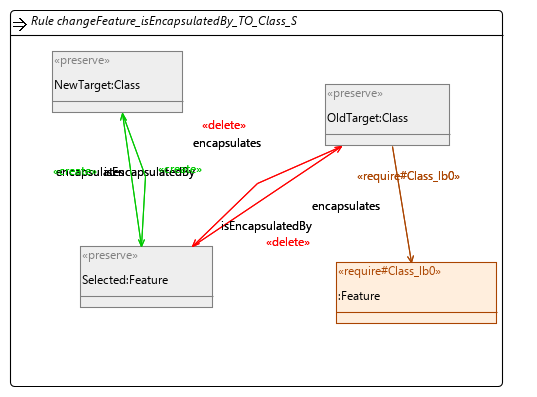 Rule changeFeature_isEncapsulatedBy_TO_Class_S
«preserve»
NewTarget:Class
«preserve»
OldTarget:Class
«delete»
encapsulates
«create»
encapsulates
isEncapsulatedBy
«create»
«require#Class_lb0»
encapsulates
isEncapsulatedBy
«delete»
«preserve»
Selected:Feature
«require#Class_lb0»
:Feature